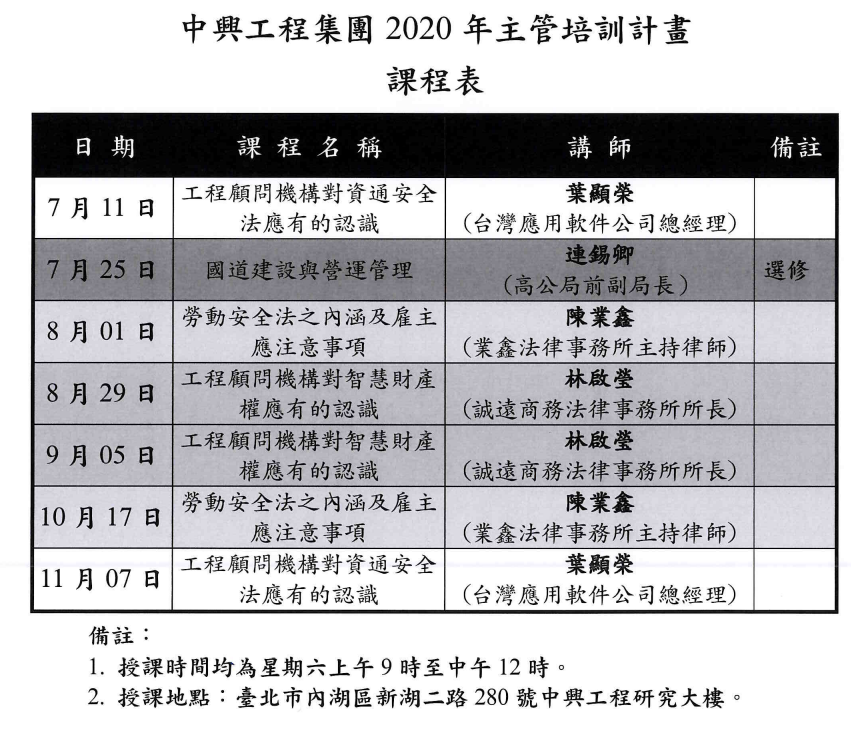 中興工程集團 2020 年主管培訓計畫
課程表
日 期 課 程 名 稱 講 師 備註
7 月 11 日
工程顧問機構對資通安全
法應有的認識
葉顯榮
(台灣應用軟件公司總經理)
7 月 25 日
國道建設與營運管理
連錫卿
(高公局前副局長)
選修
8 月 01 日
勞動安全法之內涵及雇主
應注意事項
陳業鑫
(業鑫法律事務所主持律師)
8 月 29 日
工程顧問機構對智慧財產
權應有的認識
林啟瑩
(誠遠商務法律事務所所長)
9 月 05 日
工程顧問機構對智慧財產
權應有的認識
林啟瑩
(誠遠商務法律事務所所長)
10 月 17 日
勞動安全法之內涵及雇主
應注意事項
陳業鑫
(業鑫法律事務所主持律師)
11 月 07 日
工程顧問機構對資通安全
法應有的認識
葉顯榮
(台灣應用軟件公司總經理)
備註：
1. 授課時間均為星期六上午 9 時至中午 12 時。
2. 授課地點：臺北市內湖區新湖二路 280 號中興工程研究大樓。